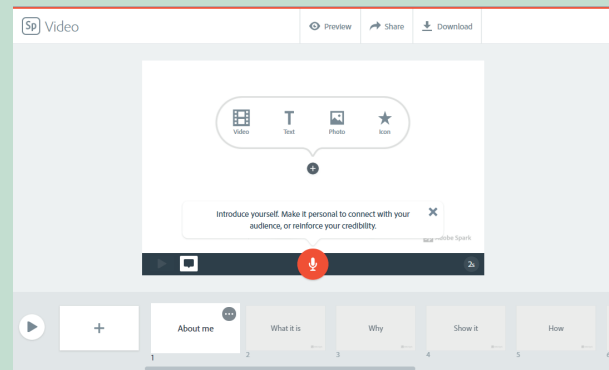 Sp Video
Preview Share Download
Video Text Photo Icon
Introduce yourself. Make it personal to connect with your
audience, or reinforce your credibility.
Adobe Spark
2s
About me What it is Why Show it How
1 2 3 4 5 6